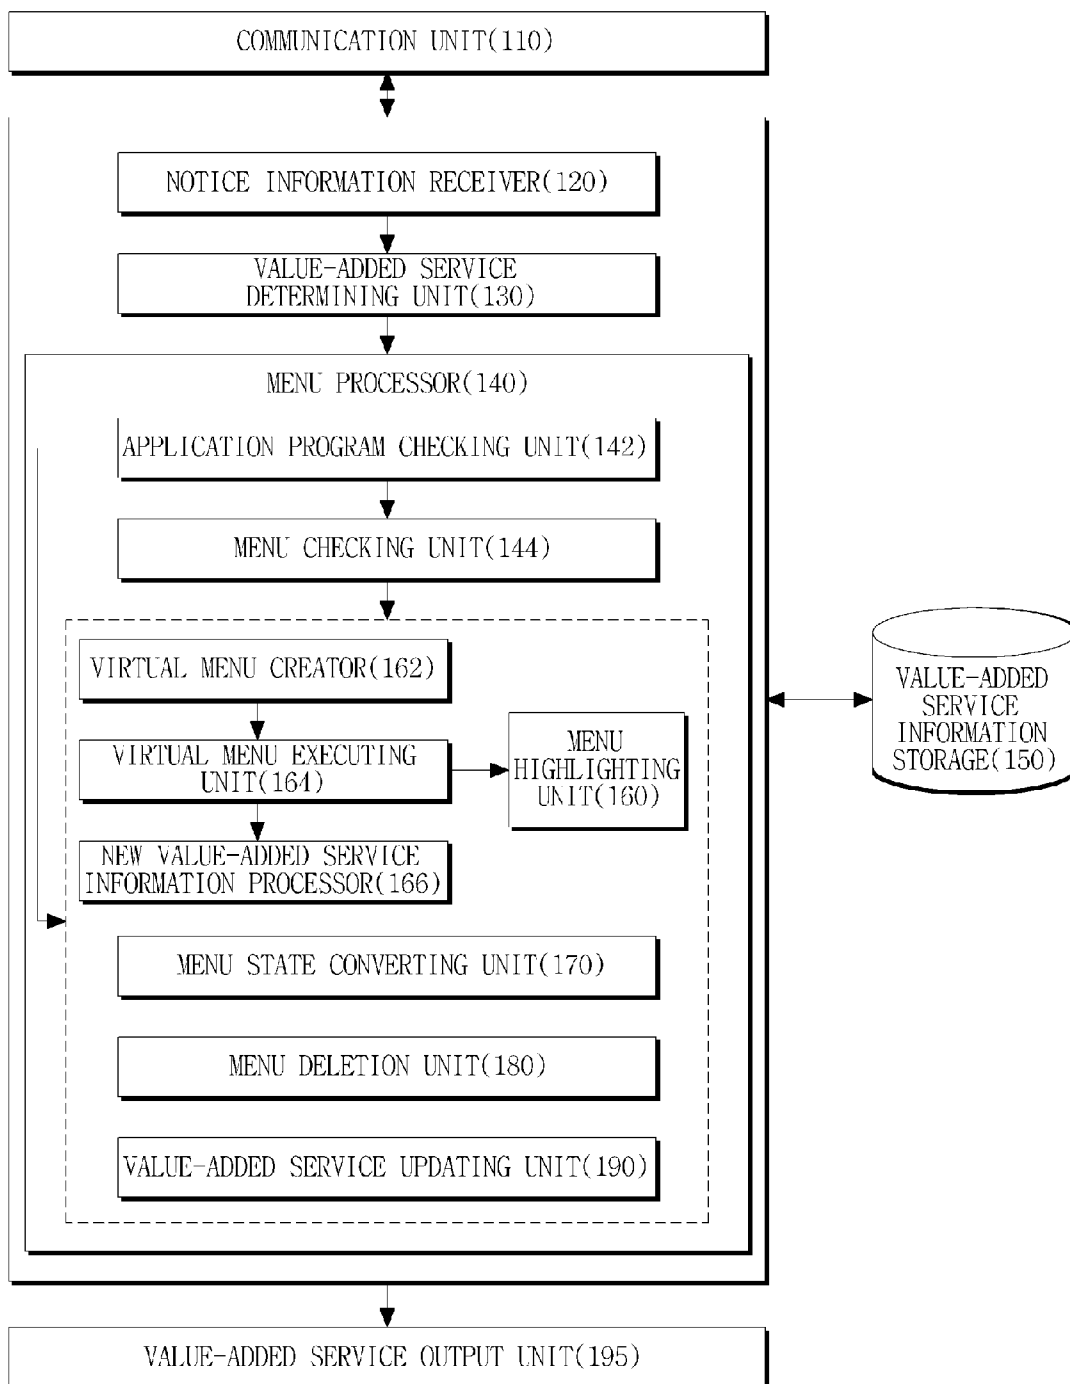 COMMUNICATION UNIT(110)
NOTICE INFORMATION RECEIVER(120)
VALUE-ADDED SERVICE
DETERMINING UNIT(130)
MENU PROCESSOR(140)
APPLICATION PROGRAM CHECKING UNIT(142)
MENU CHECKING UNIT(144)
VIRTUAL MENU CREATOR(162)
VIRTUAL MENU EXECUTING
UNIT(164)
MENU
HIGHLIGHTING
UNIT(160)
NEW VALUE-ADDED SERVICE
INFORMATION PROCESSOR(166)
MENU STATE CONVERTING UNIT(170)
MENU DELETION UNIT(180)
VALUE-ADDED SERVICE UPDATING UNIT(190)
VALUE-ADDED
SERVICE
INFORMATION
STORAGE(150)
VALUE-ADDED SERVICE OUTPUT UNIT(195)